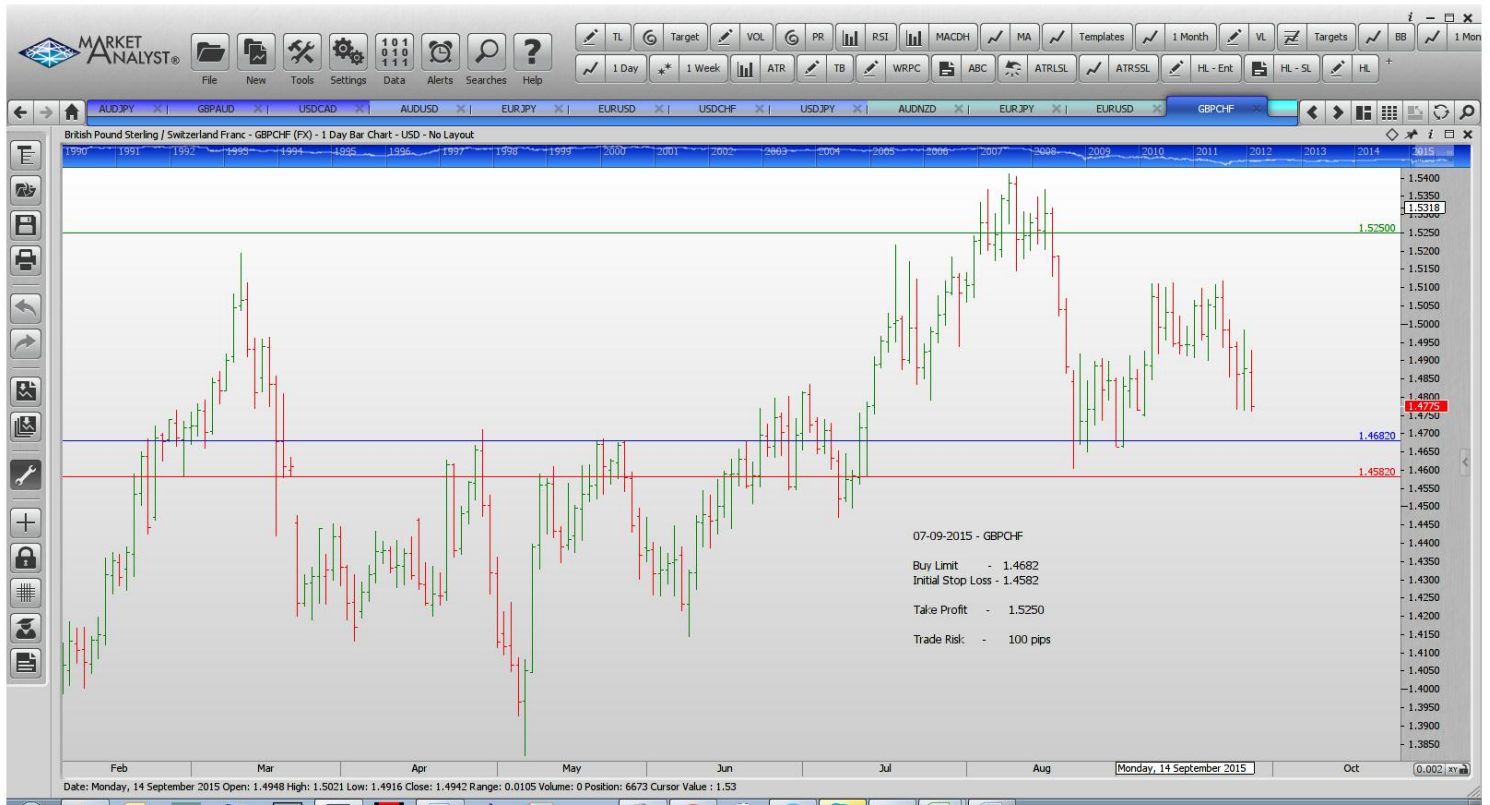 MARKET
ANALYST®
File New Tools Settings Data Alerts Searches Help
101
010
111
TL Target VOL PR RSI MACDH MA Templates 1 Month VL Targets BB 1 Mon
1 Day 1 Week ATR TB WRPC ABC ATRLSL ATRSSL HL - Ent HL - SL HL
AUDJPY GBPAUD USDCAD AUDUSD EURJPY EURUSD USDCHF USDJPY AUDNZD EURJPY EURUSD GBPCHF
British Pound Sterling / Switzerland Franc - GBPCHF (FX) - 1 Day Bar Chart - USD - No Layout
1990 1991 1992 1993 1994 1995 1996 1997 1998 1999 2000 2001 2002 2003 2004 2005 2006 2007 2008 2009 2010 2011 2012 2013 2014 2015
1.5400
1.5350
1.5318
1.5300
1.52500
1.5250
1.5200
1.5150
1.5100
1.5050
1.5000
1.4950
1.4900
1.4850
1.4800
1.4775
1.4750
1.4700
1.46820
1.4650
1.4600
1.45820
1.4550
1.4500
1.4450
1.4400
1.4350
1.4300
1.4250
1.4200
1.4150
1.4100
1.4050
1.4000
1.3950
1.3900
1.3850
07-09-2015 - GBPCHF
Buy Limit - 1.4682
Initial Stop Loss - 1.4582
Take Profit - 1.5250
Trade Risk - 100 pips
Feb Mar Apr May Jun Jul Aug Monday, 14 September 2015 Oct 0.002 XY
Date: Monday, 14 September 2015 Open: 1.4948 High: 1.5021 Low: 1.4916 Close: 1.4942 Range: 0.0105 Volume: 0 Position: 6673 Cursor Value : 1.53